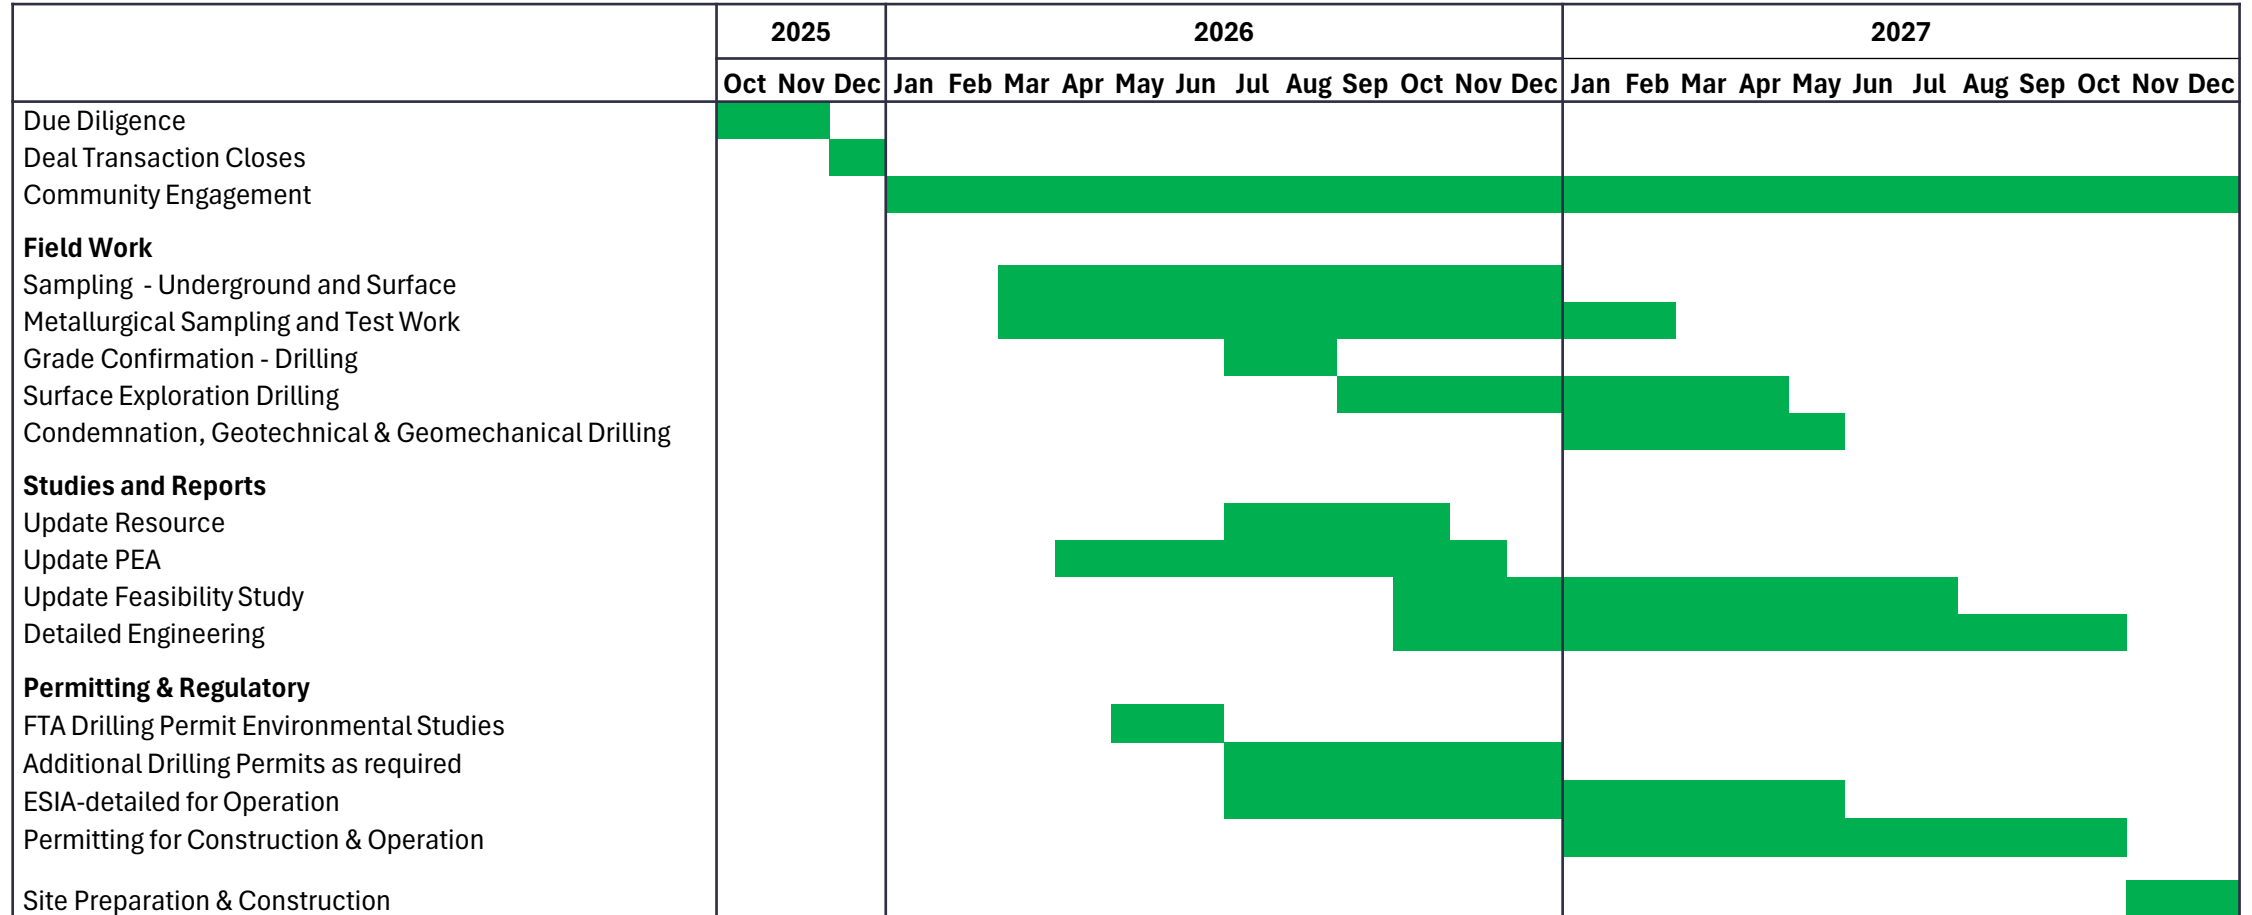 2025 2026 2027
Oct Nov Dec Jan Feb Mar Apr May Jun Jul Aug Sep Oct Nov Dec Jan Feb Mar Apr May Jun Jul Aug Sep Oct Nov Dec
Due Diligence
Deal Transaction Closes
Community Engagement
Field Work
Sampling - Underground and Surface
Metallurgical Sampling and Test Work
Grade Confirmation - Drilling
Surface Exploration Drilling
Condemnation, Geotechnical & Geomechanical Drilling
Studies and Reports
Update Resource
Update PEA
Update Feasibility Study
Detailed Engineering
Permitting & Regulatory
FTA Drilling Permit Environmental Studies
Additional Drilling Permits as required
ESIA-detailed for Operation
Permitting for Construction & Operation
Site Preparation & Construction